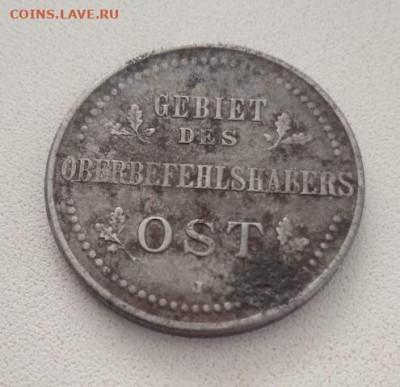 COINS.LAVE.RU
GEBIET
DES
OBERBEFEHLSHABERS
OST
J